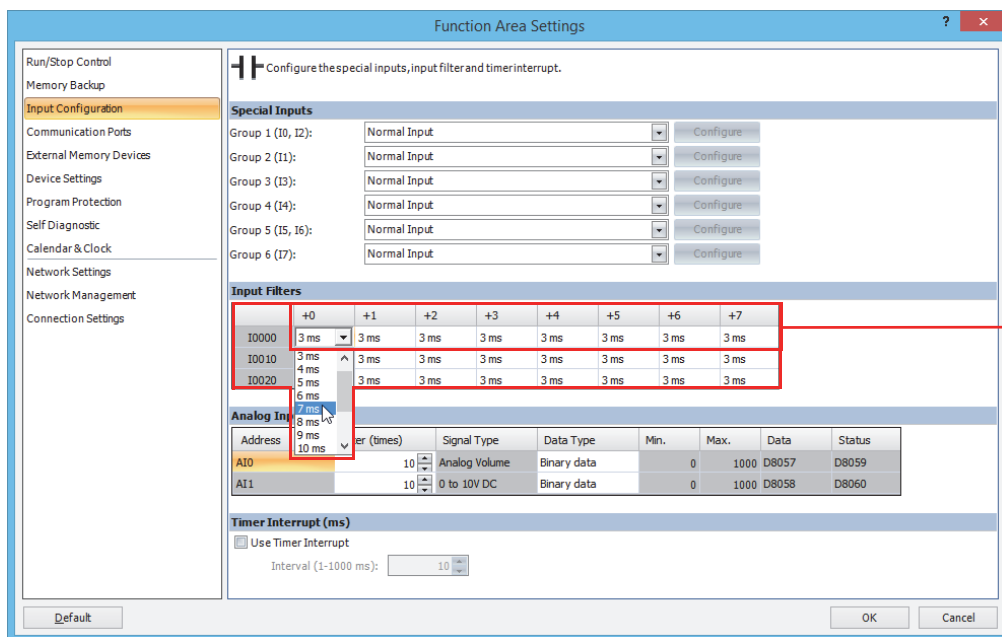 Function Area Settings
?
×
Run/Stop Control
Memory Backup
Input Configuration
Communication Ports
External Memory Devices
Device Settings
Program Protection
Self Diagnostic
Calendar & Clock
Network Settings
Network Management
Connection Settings
Configure the special inputs, input filter and timer interrupt.
Special Inputs
Group 1 (I0, I2): Normal Input Configure
Group 2 (I1): Normal Input Configure
Group 3 (I3): Normal Input Configure
Group 4 (I4): Normal Input Configure
Group 5 (I5, I6): Normal Input Configure
Group 6 (I7): Normal Input Configure
Input Filters
+0 +1 +2 +3 +4 +5 +6 +7
I0000 3 ms 3 ms 3 ms 3 ms 3 ms 3 ms 3 ms 3 ms
I0010 3 ms 3 ms 3 ms 3 ms 3 ms 3 ms 3 ms
I0020 3 ms 3 ms 3 ms 3 ms 3 ms 3 ms 3 ms
3 ms
4 ms
5 ms
6 ms
7 ms
8 ms
9 ms
10 ms
Analog Inp
Address er (times) Signal Type Data Type Min. Max. Data Status
AI0 10 Analog Volume Binary data 0 1000 D8057 D8059
AI1 10 0 to 10V DC Binary data 0 1000 D8058 D8060
Timer Interrupt (ms)
Use Timer Interrupt
Interval (1-1000 ms): 10
Default
OK
Cancel